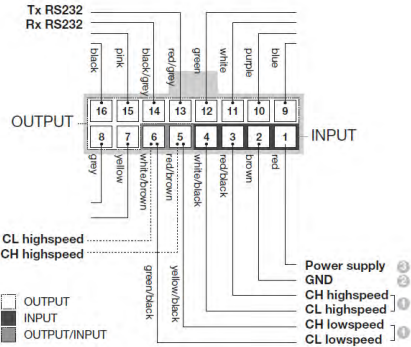 Tx RS232
Rx RS232
black
pink
black/grey
red/grey
green
white
purple
blue
16 15 14 13 12 11 10 9
OUTPUT
INPUT
8 7 6 5 4 3 2 1
grey
yellow
white/brown
red/brown
white/black
red/black
brown
red
CL highspeed
CH highspeed
green/black
yellow/black
Power supply 3
GND 2
CH highspeed
CL highspeed 1
CH lowspeed
CL lowspeed 1
OUTPUT
INPUT
OUTPUT/INPUT